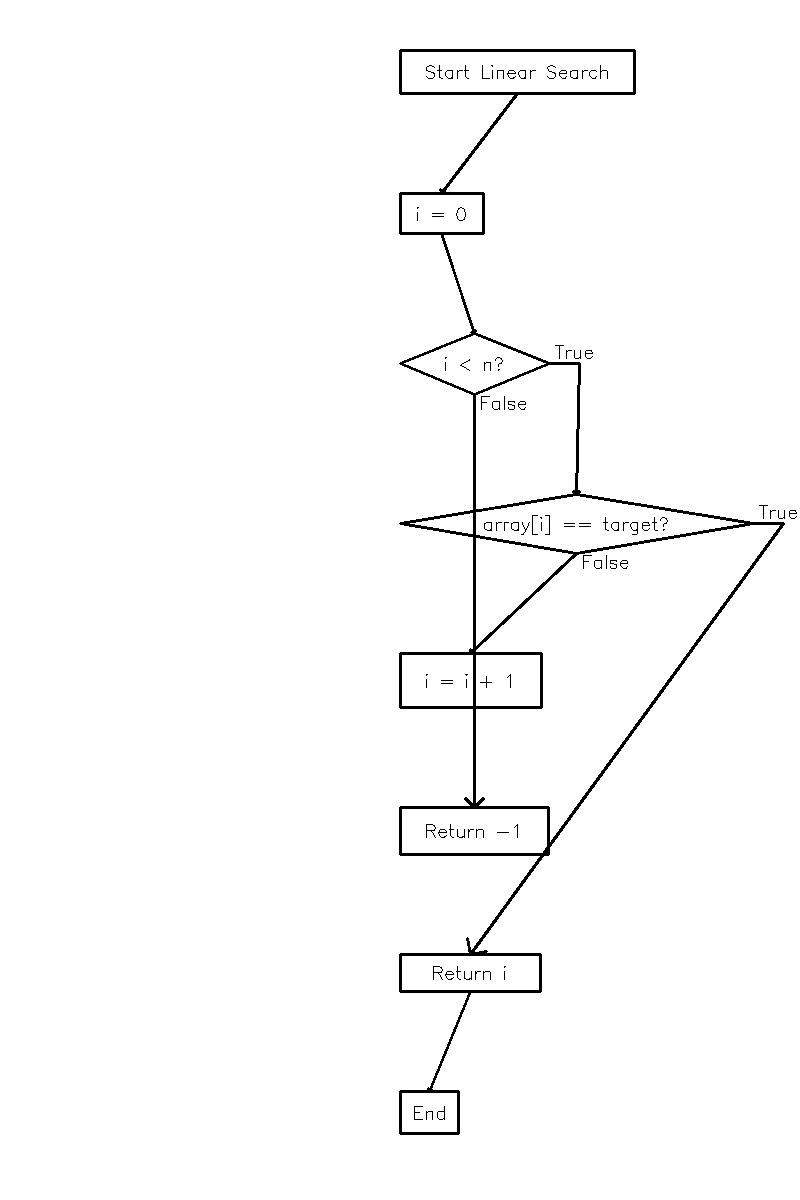 Start Linear Search
i = 0
i < n?
True
False
array[i] == target?
True
False
i = i + 1
Return -1
Return i
End